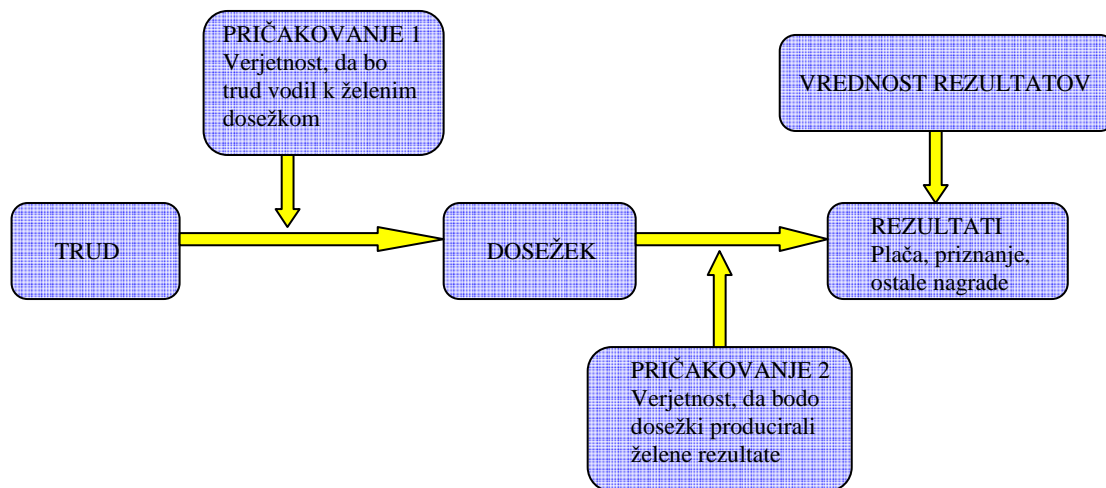 PRIČAKOVANJE 1
Verjetnost, da bo
trud vodil k želenim
dosežkom
VREDNOST REZULTATOV
TRUD
DOSEŽEK
REZULTATI
Plača, priznanje,
ostale nagrade
PRIČAKOVANJE 2
Verjetnost, da bodo
dosežki producirali
želene rezultate